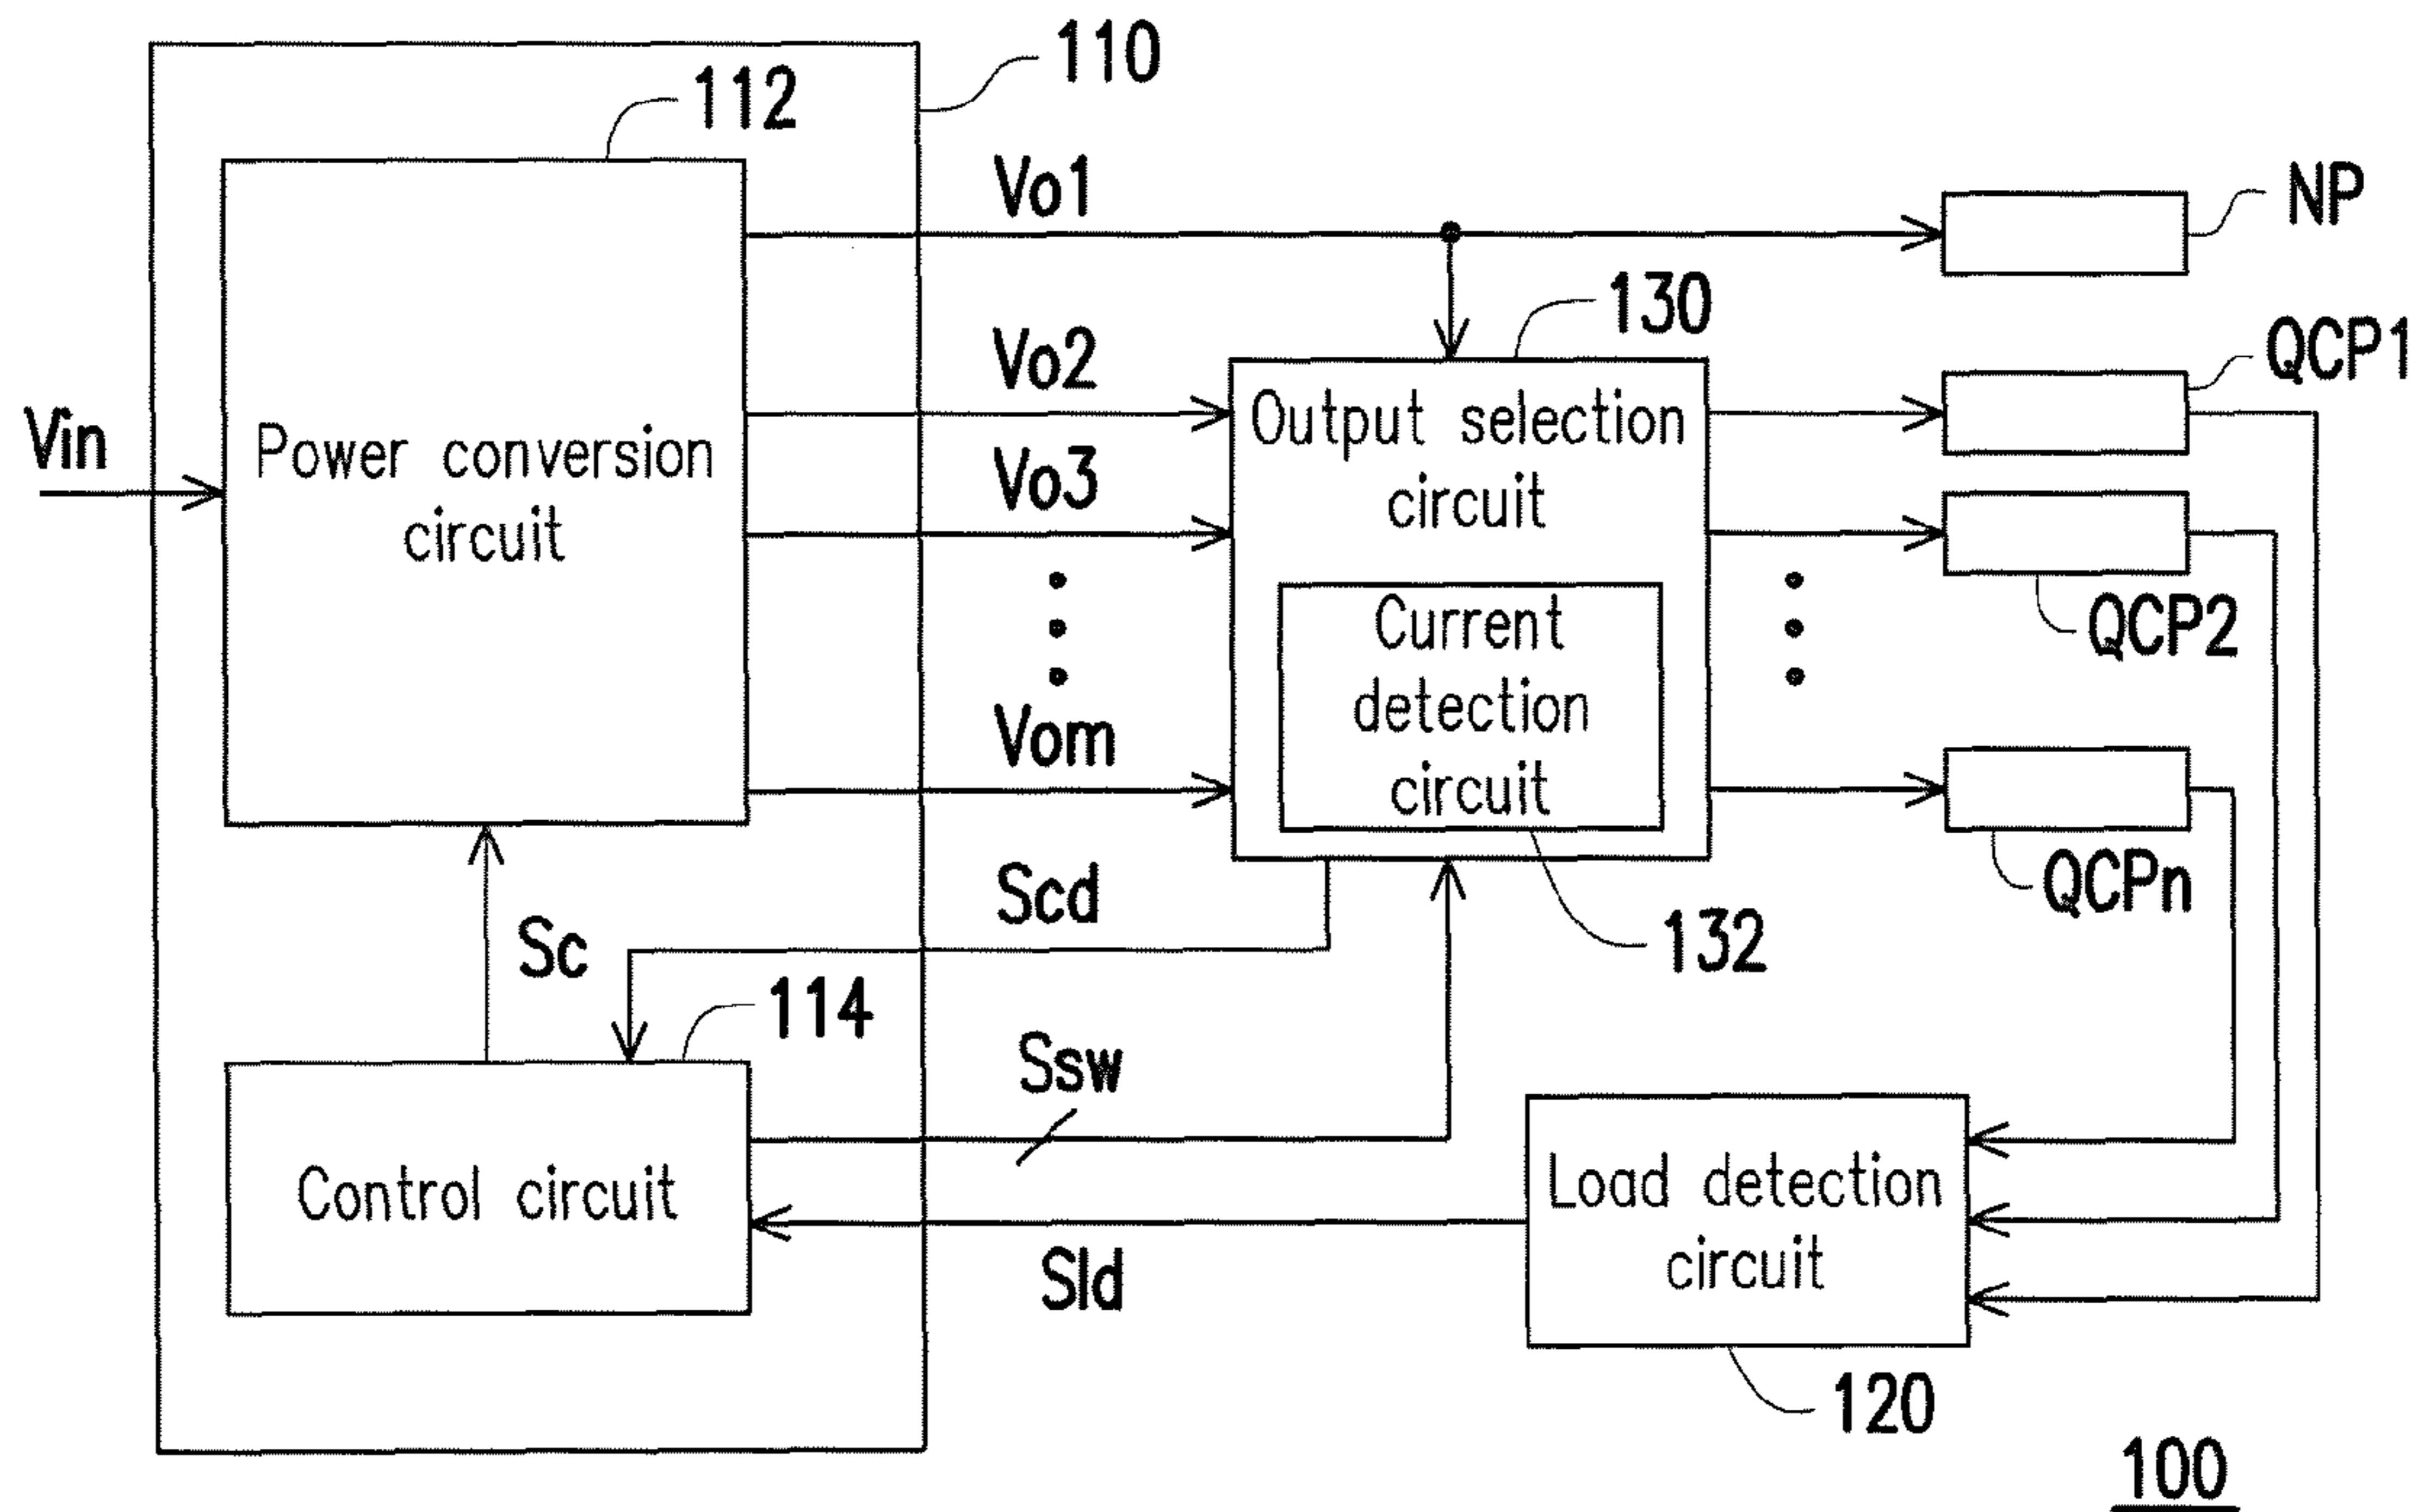 110
112
Vo1
NP
130
QCP1
Vo2
Output selection
circuit
Vin
Power conversion
circuit
Vo3
Current
detection
circuit
QCP2
Vom
QCPn
Scd
132
Sc
114
Ssw
Control circuit
Load detection
circuit
Sld
120
100